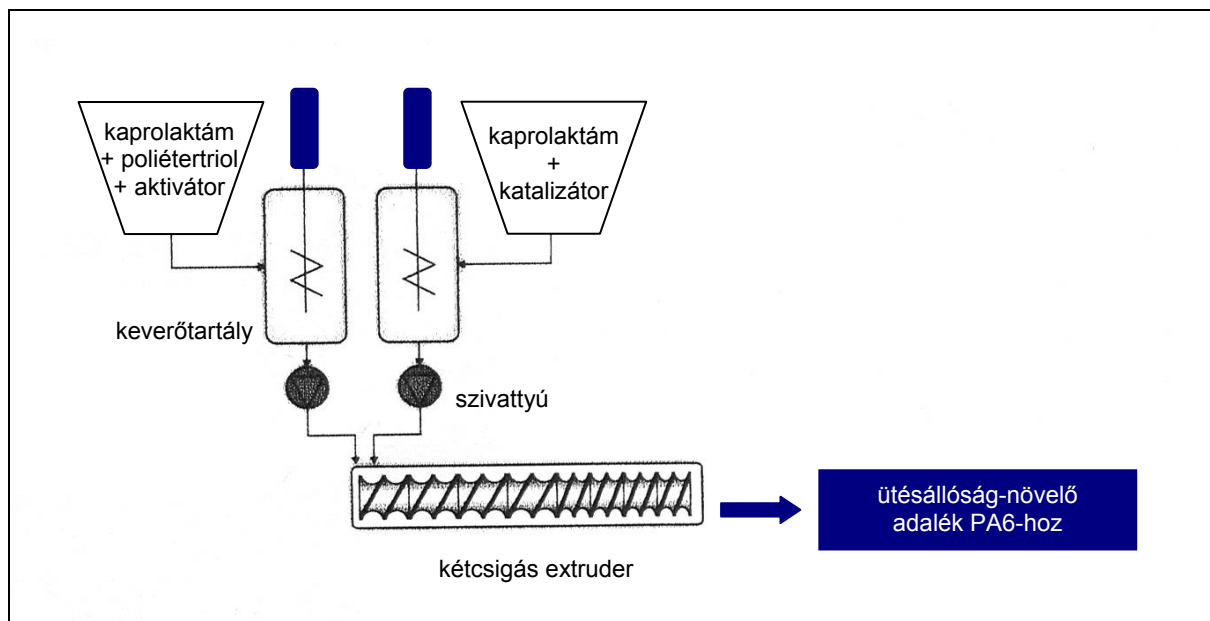 kaprolaktám
+ poliétertriol
+ aktivátor
kaprolaktám
+
katalizátor
keverőtartály
szivattyú
kétcsigás extruder
ütésállóság-növelő
adalék PA6-hoz